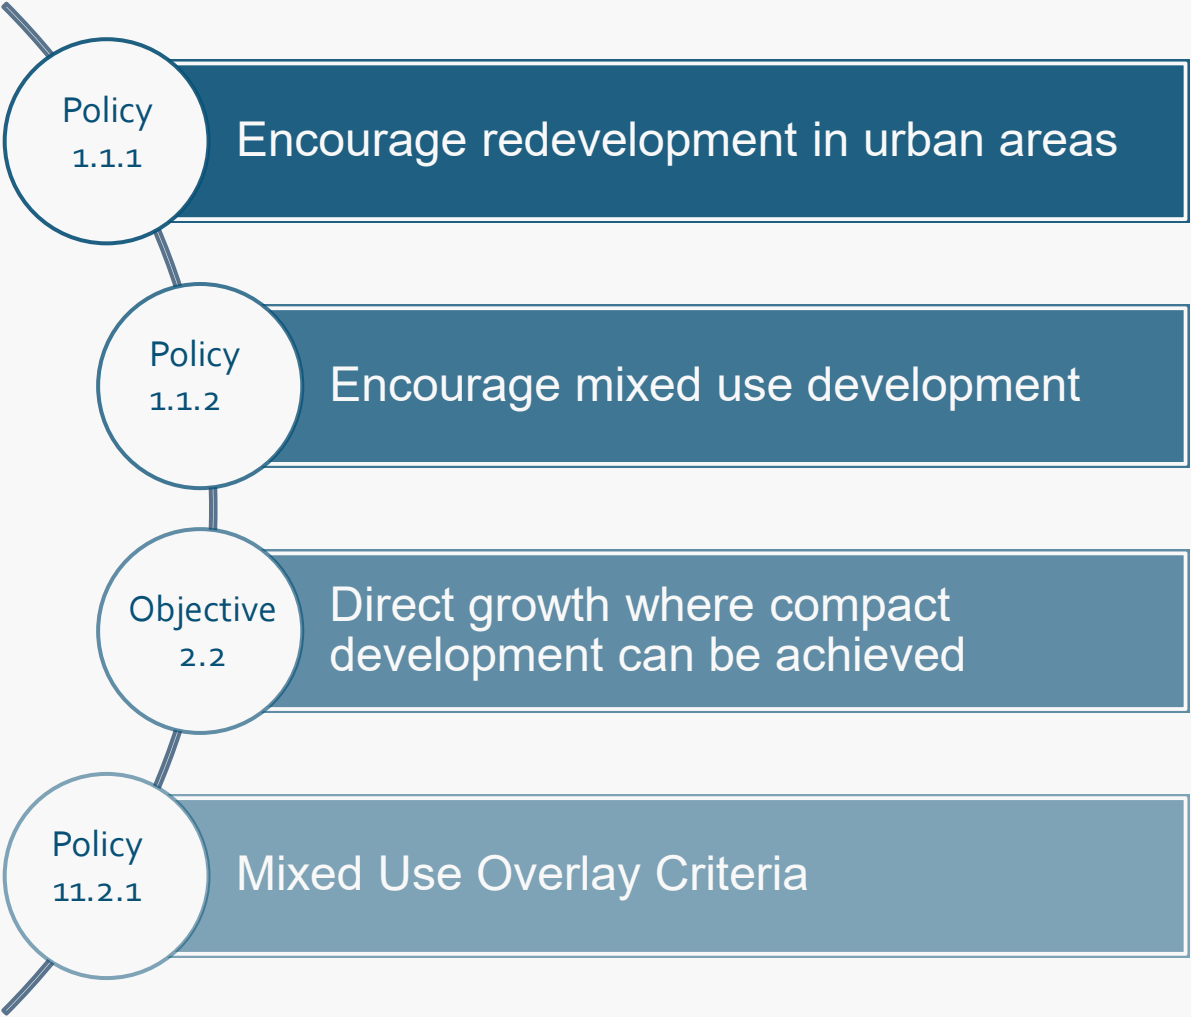 Policy
1.1.1
Encourage redevelopment in urban areas
Policy
1.1.2
Encourage mixed use development
Objective
2.2
Direct growth where compact
development can be achieved
Policy
11.2.1
Mixed Use Overlay Criteria